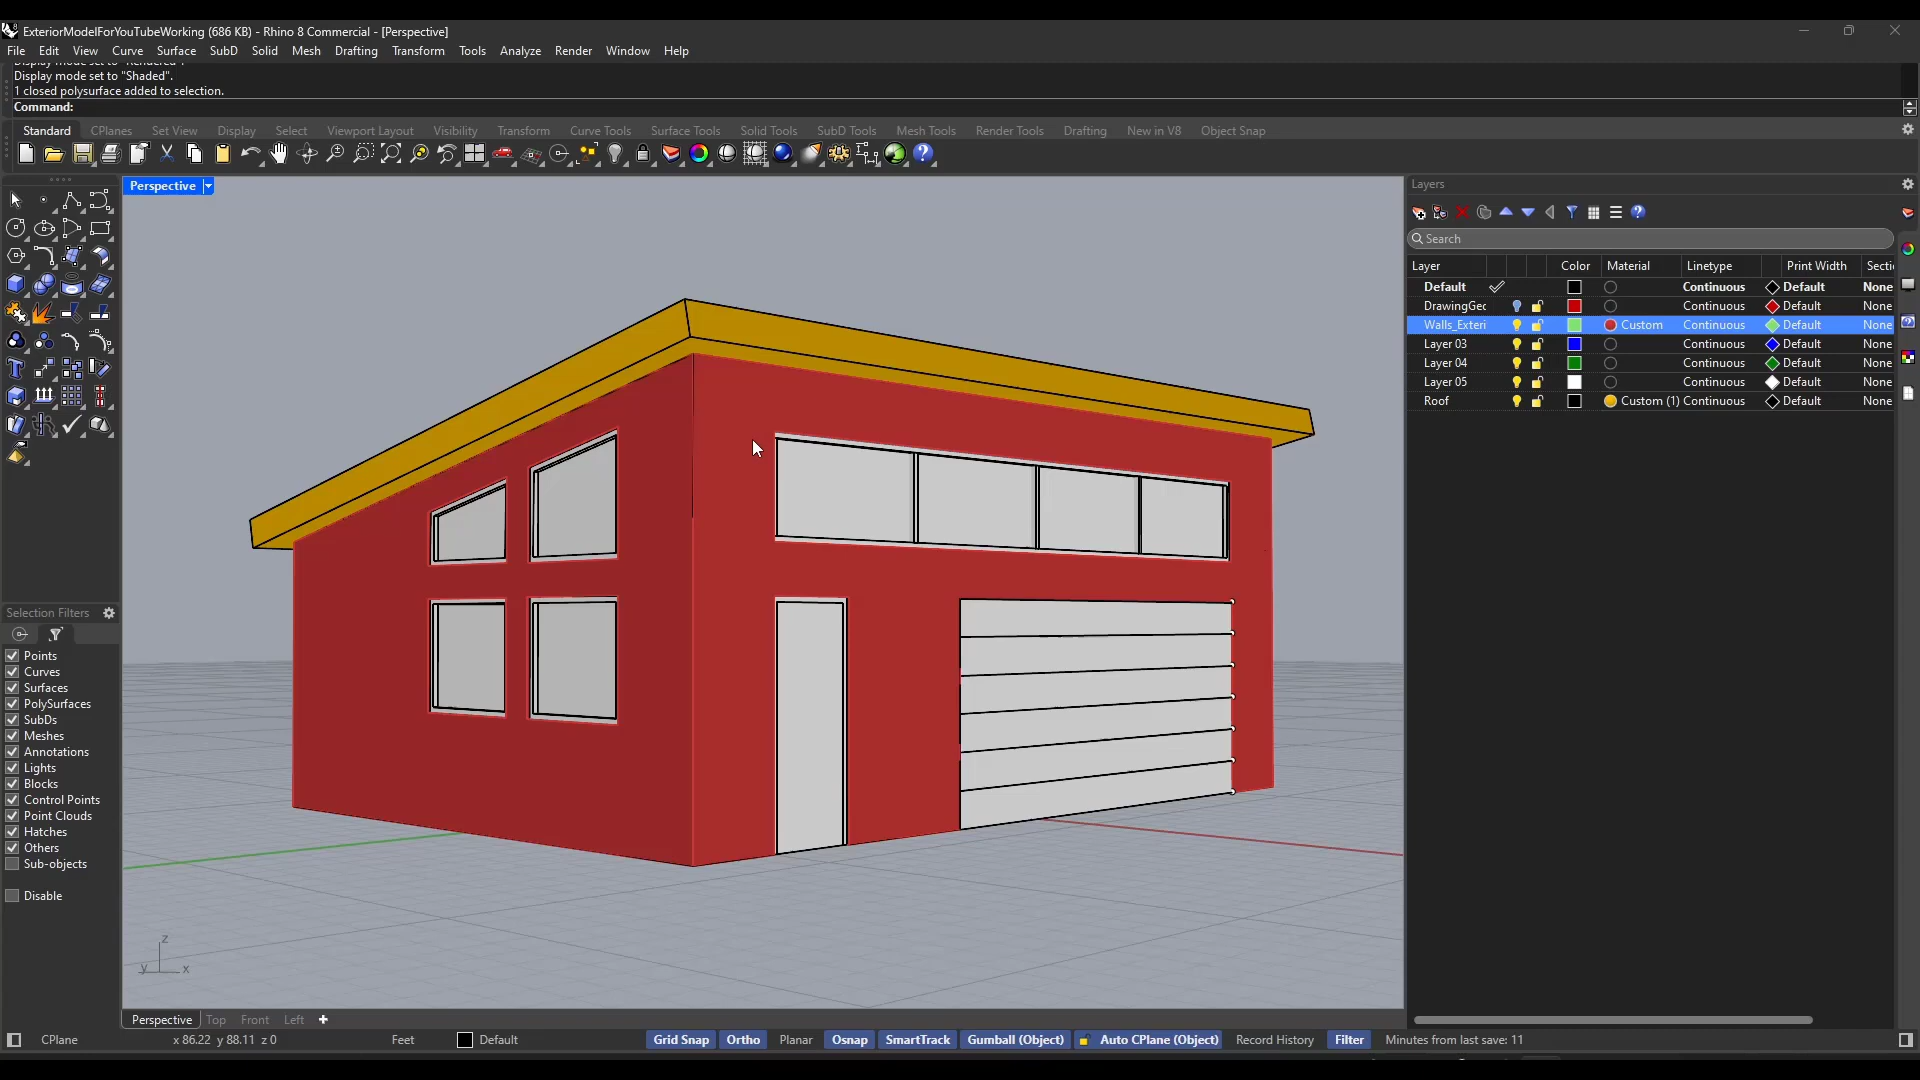 ExteriorModelForYouTubeWorking (686 KB) - Rhino 8 Commercial - [Perspective]
File Edit View Curve Surface SubD Solid Mesh Drafting Transform Tools Analyze Render Window Help
Display mode set to "Rendered".
Display mode set to "Shaded".
1 closed polysurface added to selection.
Command:
Standard CPlanes Set View Display Select Viewport Layout Visibility Transform Curve Tools Surface Tools Solid Tools SubD Tools Mesh Tools Render Tools Drafting New in V8 Object Snap
Perspective
Layers
Search
Layer Color Material Linetype Print Width Secti
Default Continuous Default None
DrawingGec Continuous Default None
Walls_Exteri Custom Continuous Default None
Layer 03 Continuous Default None
Layer 04 Continuous Default None
Layer 05 Continuous Default None
Roof Custom (1) Continuous Default None
Selection Filters
Points
Curves
Surfaces
PolySurfaces
SubDs
Meshes
Annotations
Lights
Blocks
Control Points
Point Clouds
Hatches
Others
Sub-objects
Disable
z
y x
Perspective Top Front Left
CPlane x 86.22 y 88.11 z 0 Feet Default Grid Snap Ortho Planar Osnap SmartTrack Gumball (Object) Auto CPlane (Object) Record History Filter Minutes from last save: 11